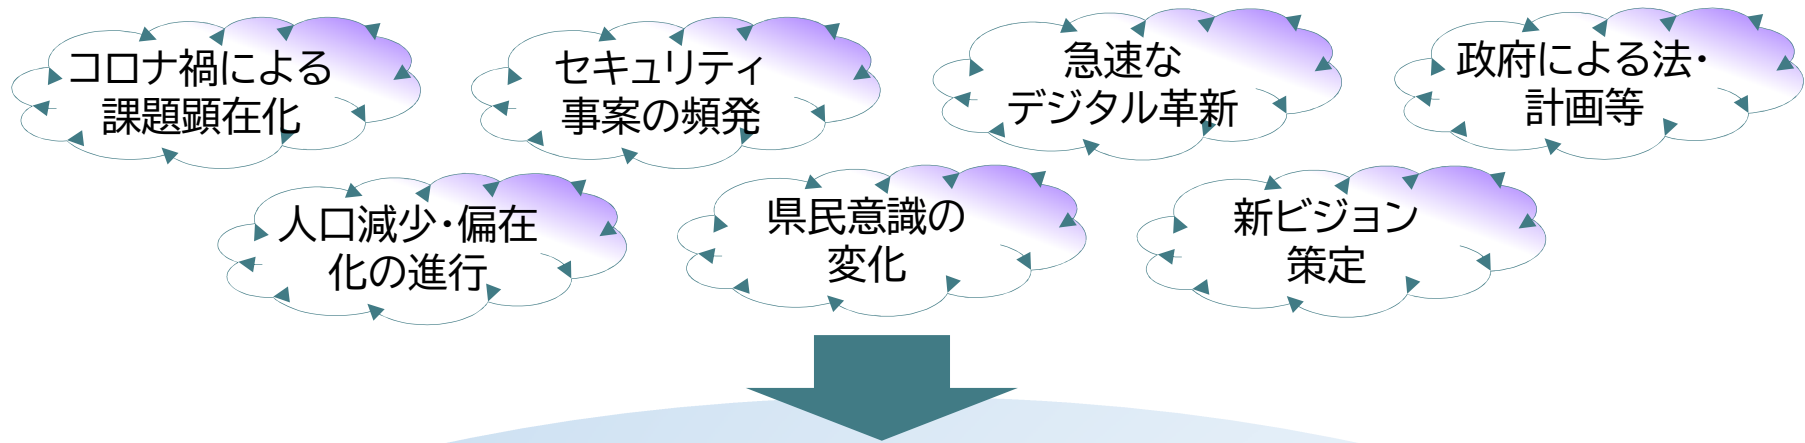 コロナ禍による
課題顕在化
セキュリティ
事案の頻発
急速な
デジタル革新
政府による法・
計画等
人口減少・偏在
化の進行
県民意識の
変化
新ビジョン
策定